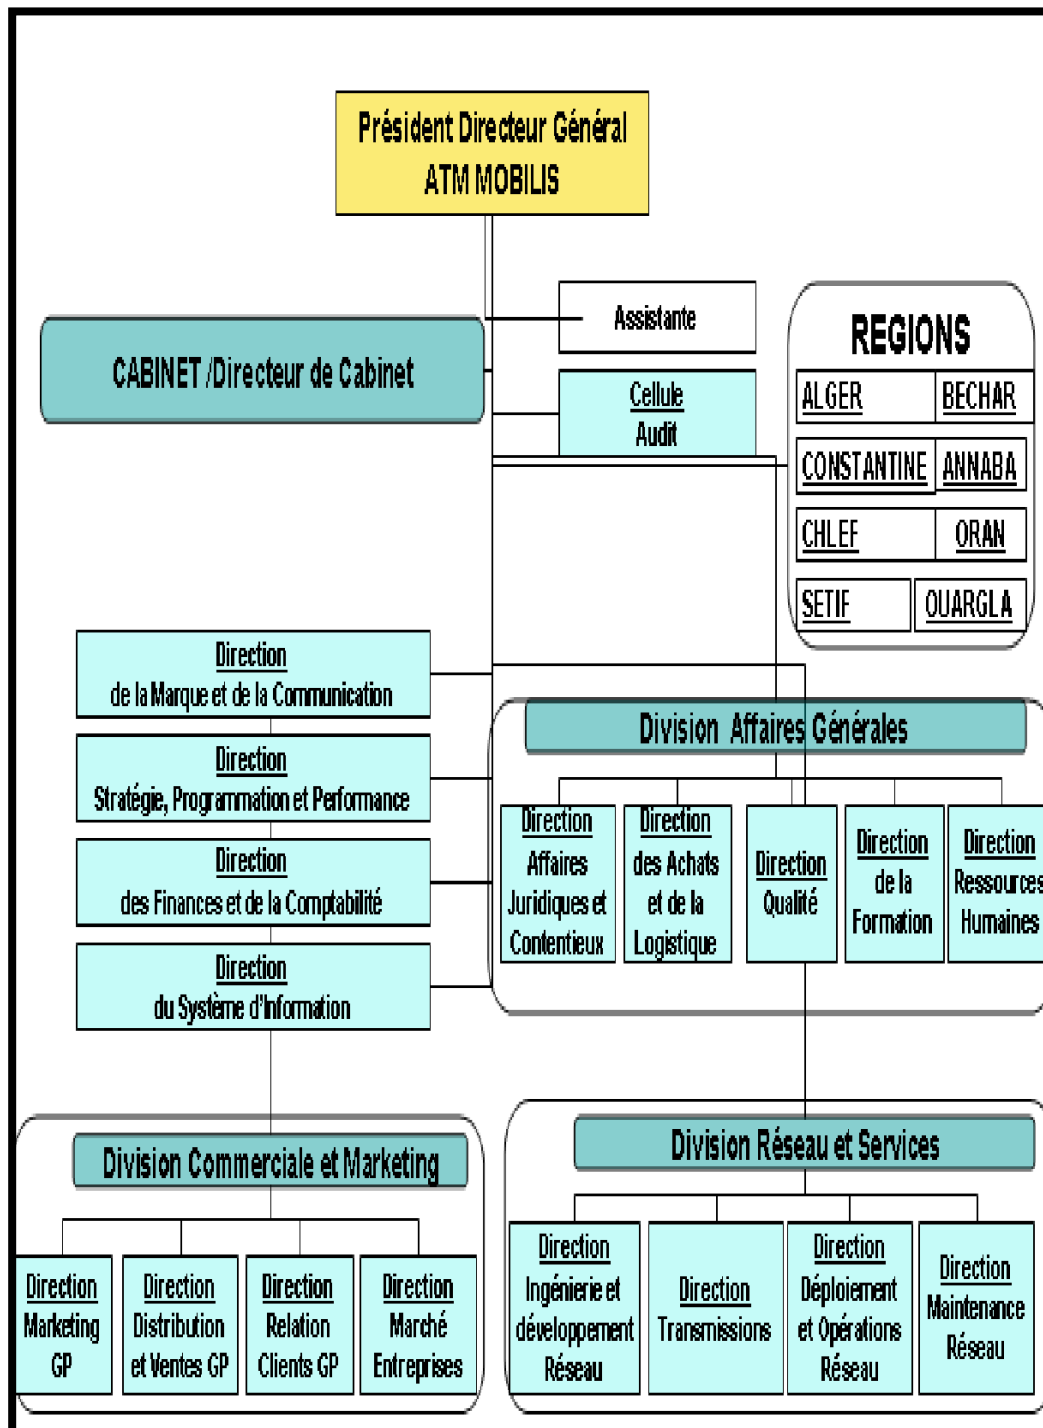 Président Directeur Général
ATM MOBILIS
Assistante
CABINET /Directeur de Cabinet
Cellule
Audit
REGIONS
ALGER
BECHAR
CONSTANTINE
ANNABA
CHLEF
ORAN
SETIF
OUARGLA
Direction
de la Marque et de la Communication
Direction
Stratégie, Programmation et Performance
Direction
des Finances et de la Comptabilité
Direction
du Système d'Information
Division Affaires Générales
Direction
Affaires
Juridiques et
Contentieux
Direction
des Achats
et de la
Logistique
Direction
Qualité
Direction
de la
Formation
Direction
Ressources
Humaines
Division Commerciale et Marketing
Direction
Marketing
GP
Direction
Distribution
et Ventes GP
Direction
Relation
Clients GP
Direction
Marché
Entreprises
Division Réseau et Services
Direction
Ingénierie et
développement
Réseau
Direction
Transmissions
Direction
Déploiement
et Opérations
Réseau
Direction
Maintenance
Réseau